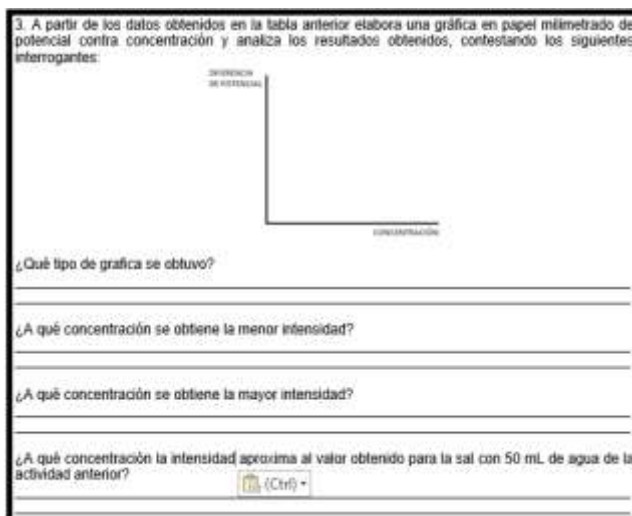 3. A partir de los datos obtenidos en la tabla anterior elabora una gráfica en papel milimetrado de
potencial contra concentración y analiza los resultados obtenidos, contestando los siguientes
interrogantes:
DIFERENCIA
DE POTENCIAL
CONCENTRACIÓN
¿Qué tipo de grafica se obtuvo?
¿A qué concentración se obtiene la menor intensidad?
¿A qué concentración se obtiene la mayor intensidad?
¿A qué concentración la intensidad aproxima al valor obtenido para la sal con 50 mL de agua de la
actividad anterior?
(Ctrl)